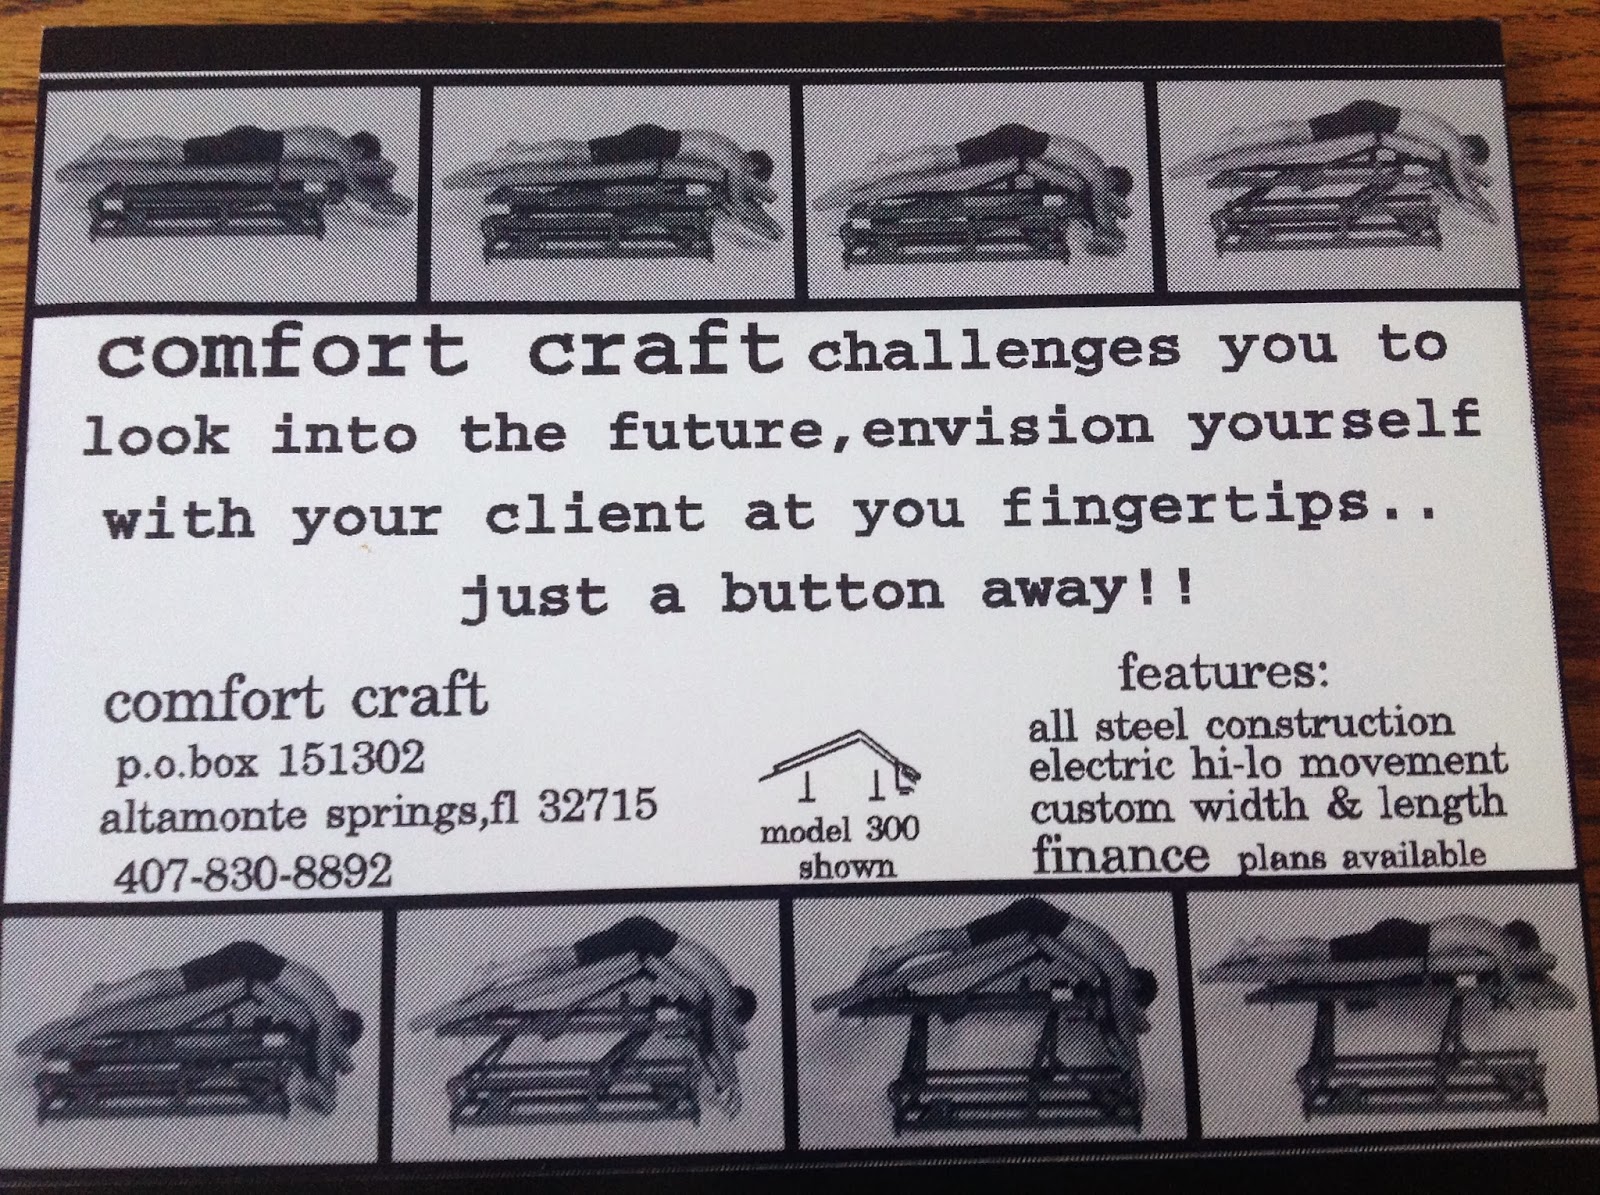 comfort craft challenges you to
look into the future,envision yourself
with your client at you fingertips..
just a button away!!
comfort craft
p.o.box 151302
altamonte springs,fl 32715
407-830-8892
model 300
shown
features:
all steel construction
electric hi-lo movement
custom width & length
finance plans available